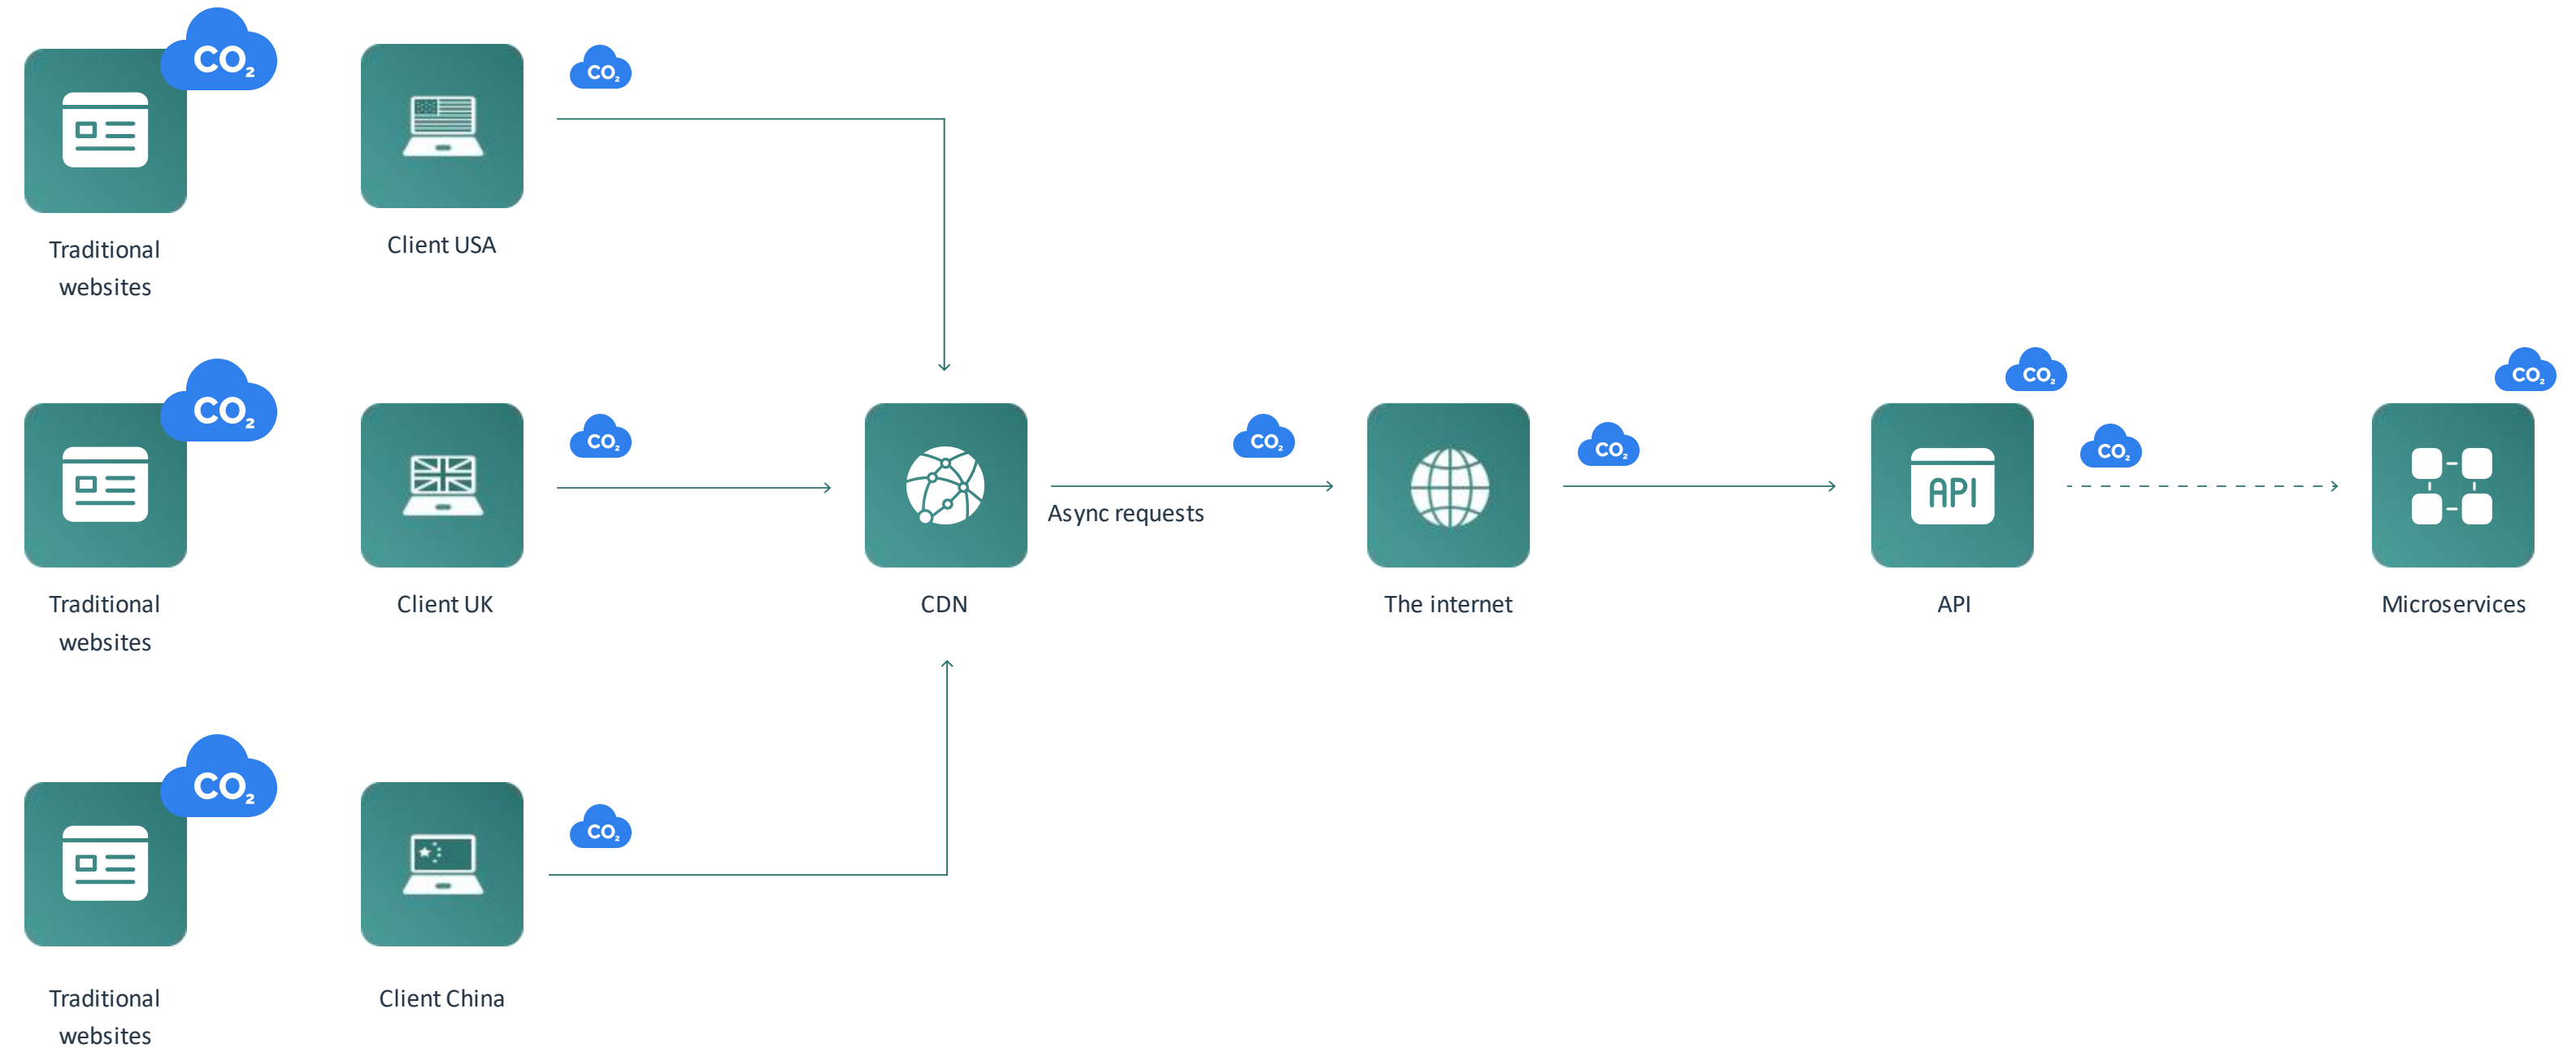 CO₂
CO₂
Traditional
websites
Client USA
CO₂
CO₂
CO₂
CO₂
CO₂
CO₂
CO₂
API
Async requests
Traditional
websites
Client UK
CDN
The internet
API
Microservices
CO₂
CO₂
Traditional
websites
Client China